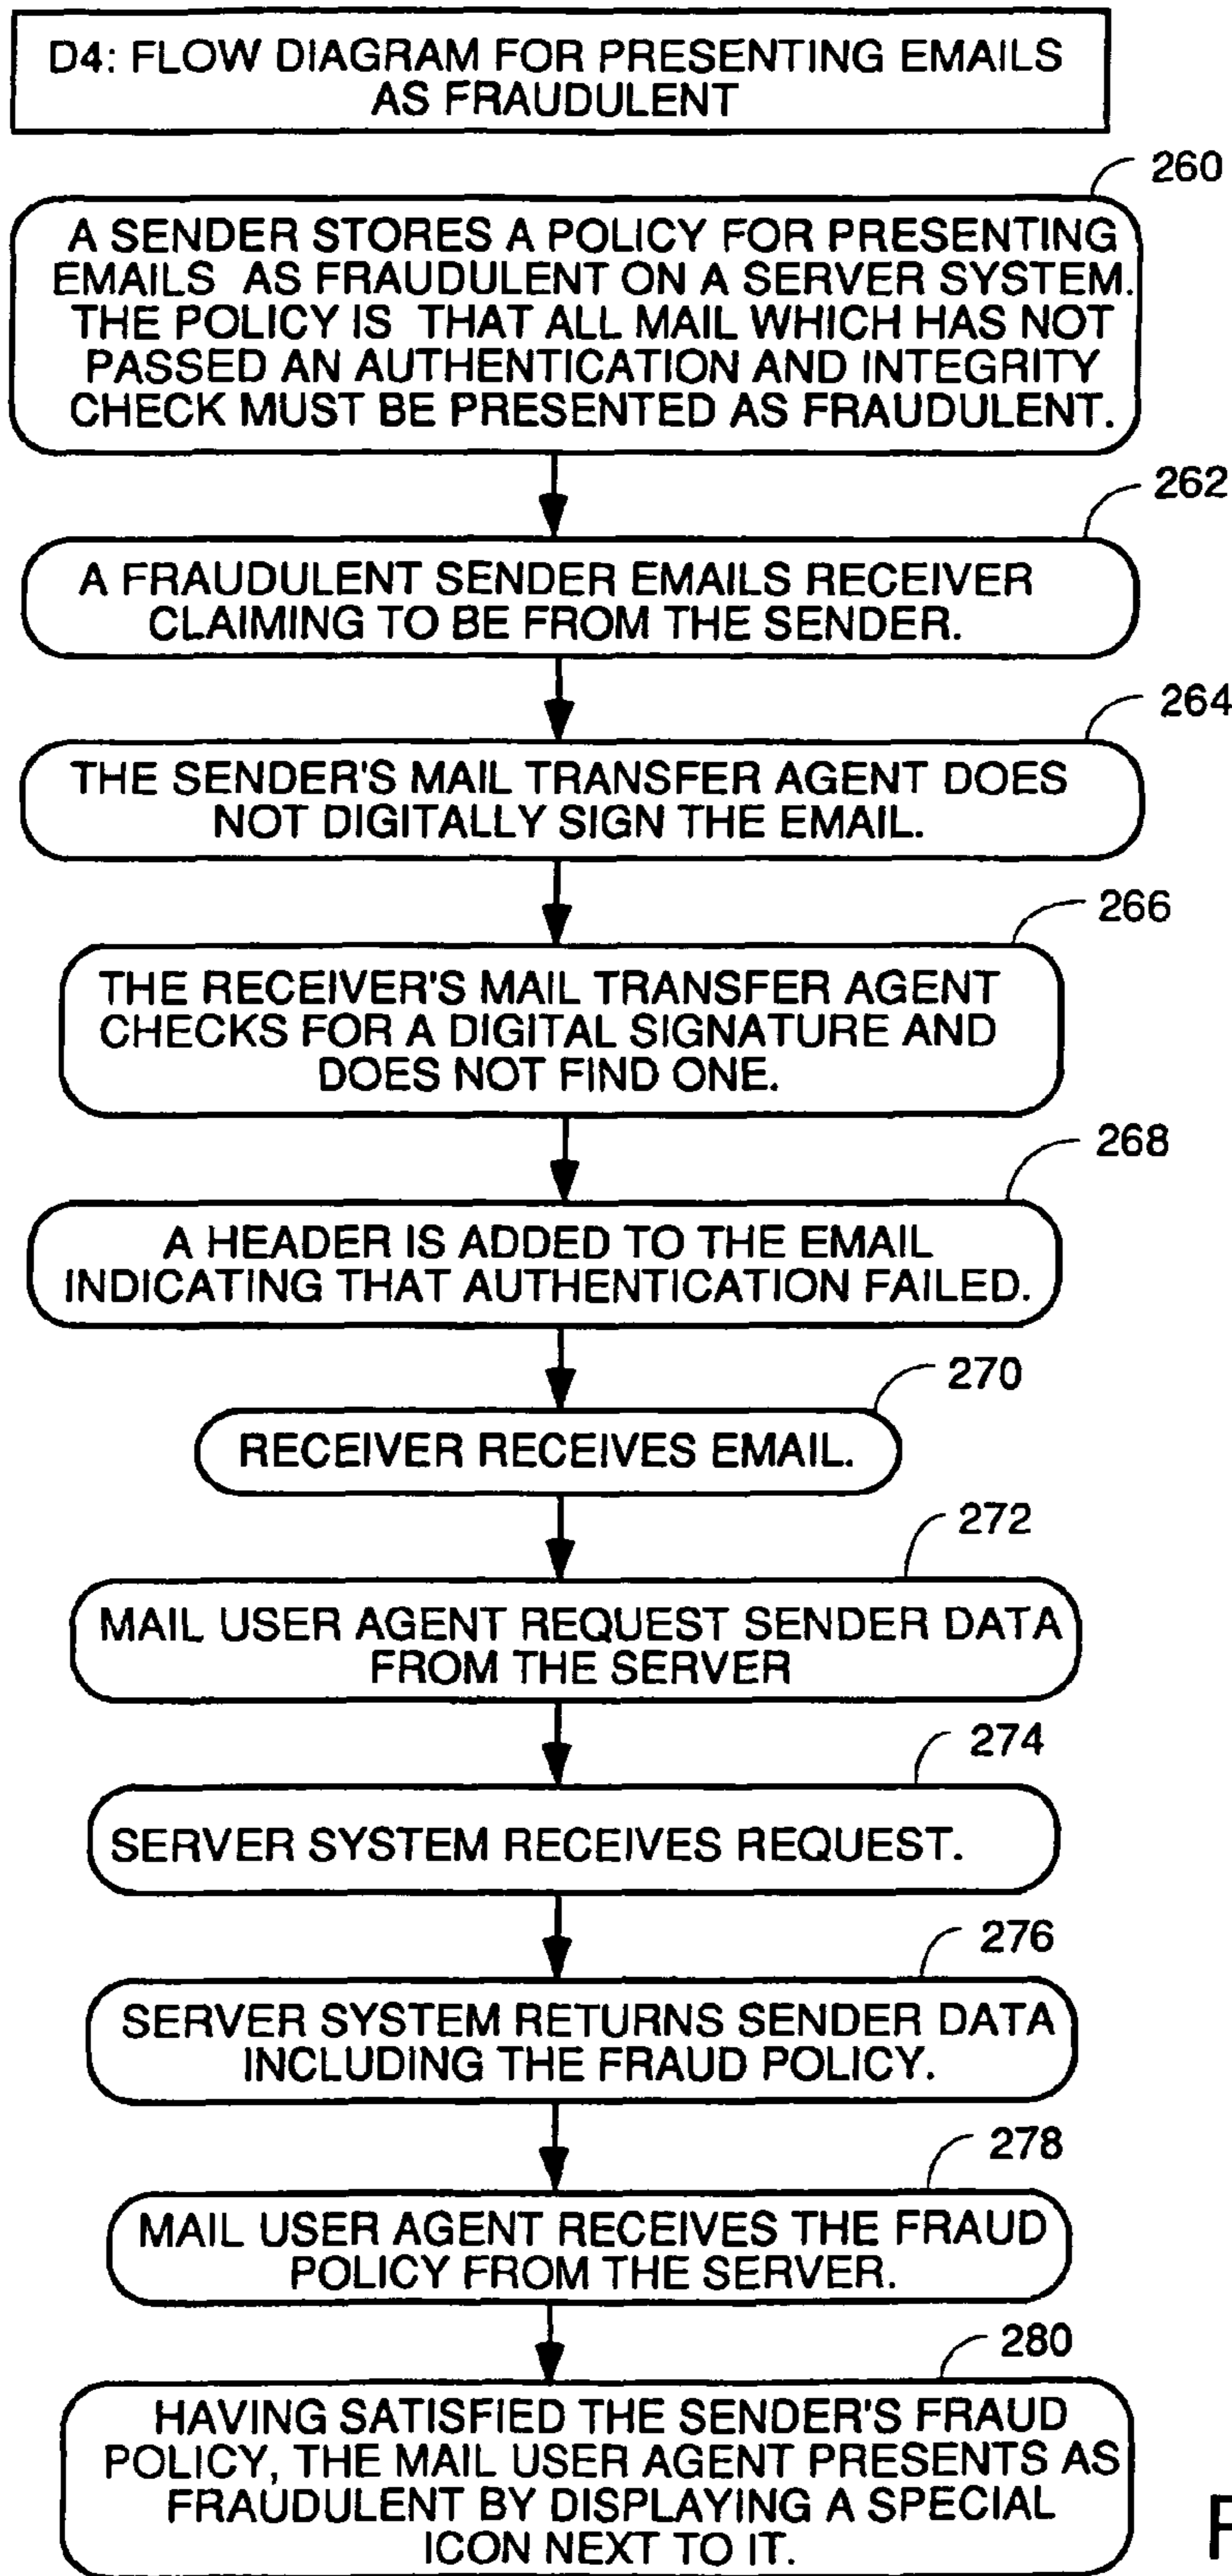 D4: FLOW DIAGRAM FOR PRESENTING EMAILS
AS FRAUDULENT
260
A SENDER STORES A POLICY FOR PRESENTING
EMAILS AS FRAUDULENT ON A SERVER SYSTEM.
THE POLICY IS THAT ALL MAIL WHICH HAS NOT
PASSED AN AUTHENTICATION AND INTEGRITY
CHECK MUST BE PRESENTED AS FRAUDULENT.
262
A FRAUDULENT SENDER EMAILS RECEIVER
CLAIMING TO BE FROM THE SENDER.
264
THE SENDER'S MAIL TRANSFER AGENT DOES
NOT DIGITALLY SIGN THE EMAIL.
266
THE RECEIVER'S MAIL TRANSFER AGENT
CHECKS FOR A DIGITAL SIGNATURE AND
DOES NOT FIND ONE.
268
A HEADER IS ADDED TO THE EMAIL
INDICATING THAT AUTHENTICATION FAILED.
270
RECEIVER RECEIVES EMAIL.
272
MAIL USER AGENT REQUEST SENDER DATA
FROM THE SERVER
274
SERVER SYSTEM RECEIVES REQUEST.
276
SERVER SYSTEM RETURNS SENDER DATA
INCLUDING THE FRAUD POLICY.
278
MAIL USER AGENT RECEIVES THE FRAUD
POLICY FROM THE SERVER.
280
HAVING SATISFIED THE SENDER'S FRAUD
POLICY, THE MAIL USER AGENT PRESENTS AS
FRAUDULENT BY DISPLAYING A SPECIAL
ICON NEXT TO IT.